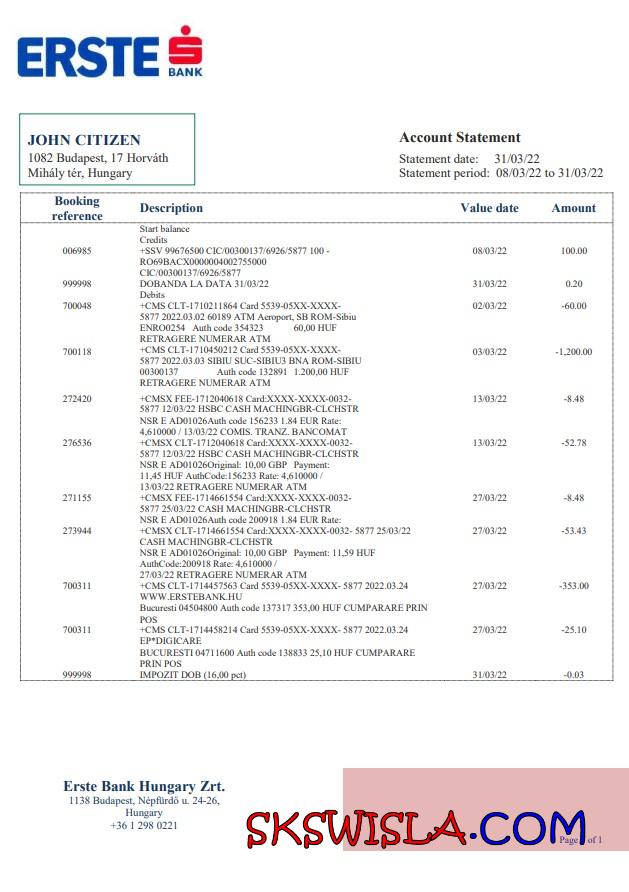 ERSTE
BANK
JOHN CITIZEN
1082 Budapest, 17 Horváth
Mihály tér, Hungary
Account Statement
Statement date: 31/03/22
Statement period: 08/03/22 to 31/03/22
Booking reference Description Value date Amount
Start balance
Credits
006985 +SSV 99676500 CIC/00300137/6926/5877 100 - 08/03/22 100.00
RO69BACX0000004002755000
CIC/00300137/6926/5877
999998 DOBANDA LA DATA 31/03/22 31/03/22 0.20
Debits
700048 +CMS CLT-1710211864 Card 5539-05XX-XXXX- 02/03/22 -60.00
5877 2022.03.02 60189 ATM Aeroport, SB ROM-Sibiu
ENRO0254 Auth code 354323 60,00 HUF
RETRAGERE NUMERAR ATM
700118 +CMS CLT-1710450212 Card 5539-05XX-XXXX- 03/03/22 -1,200.00
5877 2022.03.03 SIBIU SUC-SIBIU3 BNA ROM-SIBIU
00300137 Auth code 132891 1.200,00 HUF
RETRAGERE NUMERAR ATM
272420 +CMSX FEE-1712040618 Card:XXXX-XXXX-0032- 13/03/22 -8.48
5877 12/03/22 HSBC CASH MACHINGBR-CLCHSTR
NSR E AD01026Auth code 156233 1.84 EUR Rate:
4,610000 / 13/03/22 COMIS. TRANZ. BANCOMAT
276536 +CMSX CLT-1712040618 Card:XXXX-XXXX-0032- 13/03/22 -52.78
5877 12/03/22 HSBC CASH MACHINGBR-CLCHSTR
NSR E AD01026Original: 10,00 GBP Payment:
11,45 HUF AuthCode:156233 Rate: 4,610000 /
13/03/22 RETRAGERE NUMERAR ATM
271155 +CMSX FEE-1714661554 Card:XXXX-XXXX-0032- 27/03/22 -8.48
5877 25/03/22 CASH MACHINGBR-CLCHSTR
NSR E AD01026Auth code 200918 1.84 EUR Rate:
273944 +CMSX CLT-1714661554 Card:XXXX-XXXX-0032- 5877 25/03/22 27/03/22 -53.43
CASH MACHINGBR-CLCHSTR
NSR E AD01026Original: 10,00 GBP Payment: 11,59 HUF
AuthCode:200918 Rate: 4,610000 /
27/03/22 RETRAGERE NUMERAR ATM
700311 +CMS CLT-1714457563 Card 5539-05XX-XXXX- 5877 2022.03.24 27/03/22 -353.00
WWW.ERSTEBANK.HU
Bucuresti 04504800 Auth code 137317 353,00 HUF CUMPARARE PRIN
POS
700311 +CMS CLT-1714458214 Card 5539-05XX-XXXX- 5877 2022.03.24 27/03/22 -25.10
EP*DIGICARE
BUCURESTI 04711600 Auth code 138833 25,10 HUF CUMPARARE
PRIN POS
999998 IMPOZIT DOB (16,00 pct) 31/03/22 -0.03
Erste Bank Hungary Zrt.
1138 Budapest, Népfürdő u. 24-26,
Hungary
+36 1 298 0221
SKSWISLA.COM
Page of 1